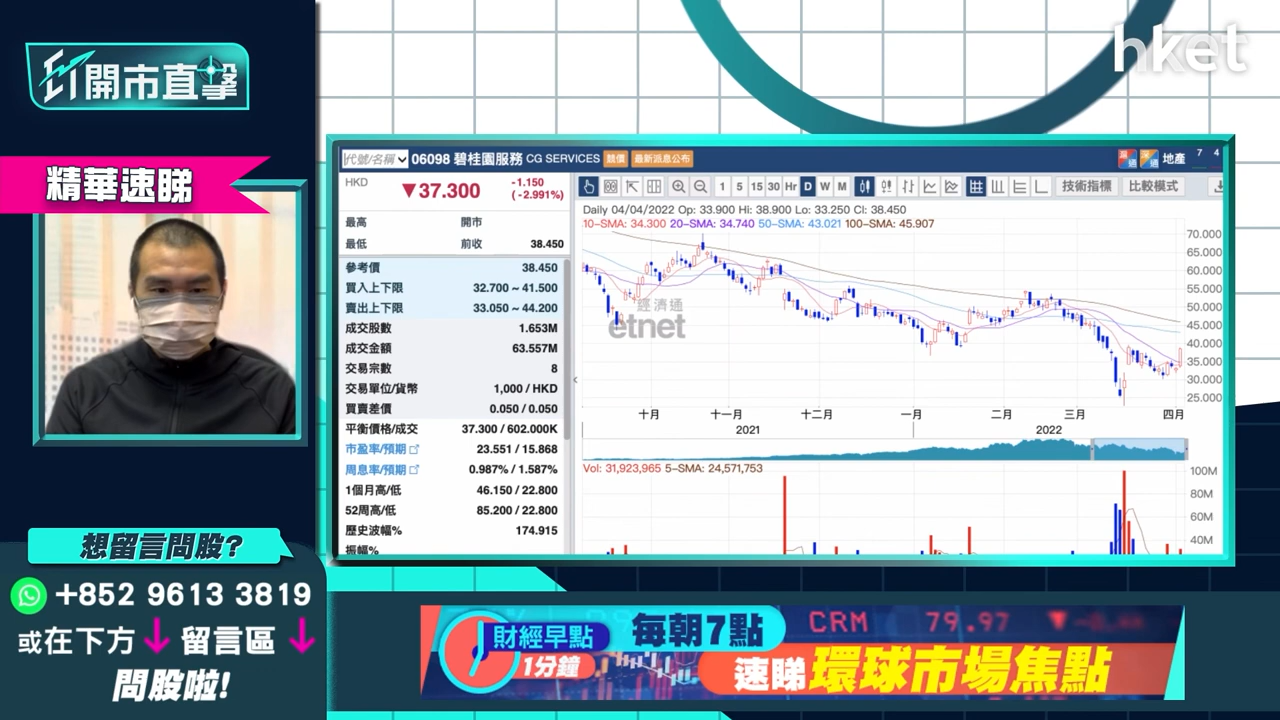 開市直擊
hket
精華速睇
代號/名稱 06098 碧桂園服務 CG SERVICES 競價 最新派息公布
地產 7 4
HKD ▼37.300 -1.150
(-2.991%)
最高 開市
最低 前收 38.450
參考價 38.450
買入上下限 32.700 ~ 41.500
賣出上下限 33.050 ~ 44.200
成交股數 1.653M
成交金額 63.557M
交易宗數 8
交易單位/貨幣 1,000 / HKD
買賣差價 0.050 / 0.050
平衡價格/成交 37.300 / 602.000K
市盈率/預期 23.551 / 15.868
周息率/預期 0.987% / 1.587%
1個月高/低 46.150 / 22.800
52周高/低 85.200 / 22.800
歷史波幅% 174.915
振幅%
1 5 15 30 Hr D W M 技術指標 比較模式
Daily 04/04/2022 Op: 33.900 Hi: 38.900 Lo: 33.250 Cl: 38.450
10-SMA: 34.300 20-SMA: 34.740 50-SMA: 43.021 100-SMA: 45.907
70.000
65.000
60.000
55.000
50.000
45.000
40.000
35.000
30.000
25.000
經濟通
etnet
十月 十一月 十二月 一月 二月 三月 四月
2021 2022
Vol: 31,923,965 5-SMA: 24,571,753
100M
80M
60M
40M
想留言問股?
+852 9613 3819
或在下方↓留言區↓
問股啦!
財經早點
1分鐘
每朝7點
速睇環球市場焦點
CRM 79.97